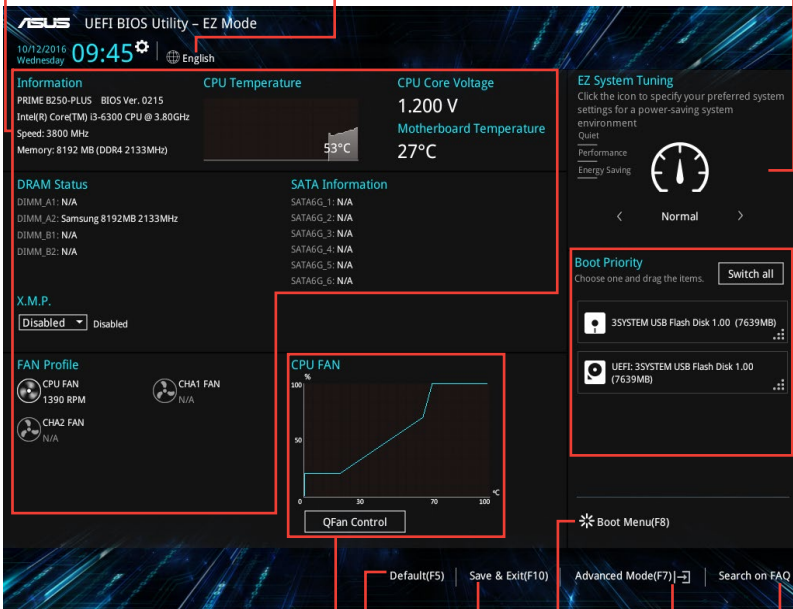 ASUS UEFI BIOS Utility – EZ Mode
10/12/2016
Wednesday
09:45
English
Information
PRIME B250-PLUS BIOS Ver. 0215
Intel(R) Core(TM) i3-6300 CPU @ 3.80GHz
Speed: 3800 MHz
Memory: 8192 MB (DDR4 2133MHz)
CPU Temperature
53°C
CPU Core Voltage
1.200 V
Motherboard Temperature
27°C
EZ System Tuning
Click the icon to specify your preferred system
settings for a power-saving system
environment
Quiet
Performance
Energy Saving
Normal
DRAM Status
DIMM_A1: N/A
DIMM_A2: Samsung 8192MB 2133MHz
DIMM_B1: N/A
DIMM_B2: N/A
SATA Information
SATA6G_1: N/A
SATA6G_2: N/A
SATA6G_3: N/A
SATA6G_4: N/A
SATA6G_5: N/A
SATA6G_6: N/A
X.M.P.
Disabled Disabled
Boot Priority
Choose one and drag the items.
Switch all
3SYSTEM USB Flash Disk 1.00 (7639MB)
UEFI: 3SYSTEM USB Flash Disk 1.00
(7639MB)
FAN Profile
CPU FAN
1390 RPM
CHA1 FAN
N/A
CHA2 FAN
N/A
CPU FAN
%
100
50
0 30 70 100
°C
QFan Control
Boot Menu(F8)
Default(F5) Save & Exit(F10) Advanced Mode(F7) Search on FAQ